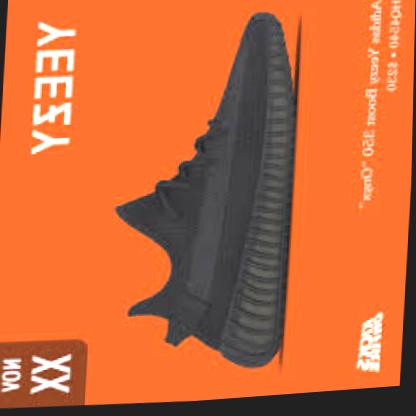 YEEZY
Adidas Yeezy Boost 350 "Onyx"
HQ4540 • $230
XX
NOV